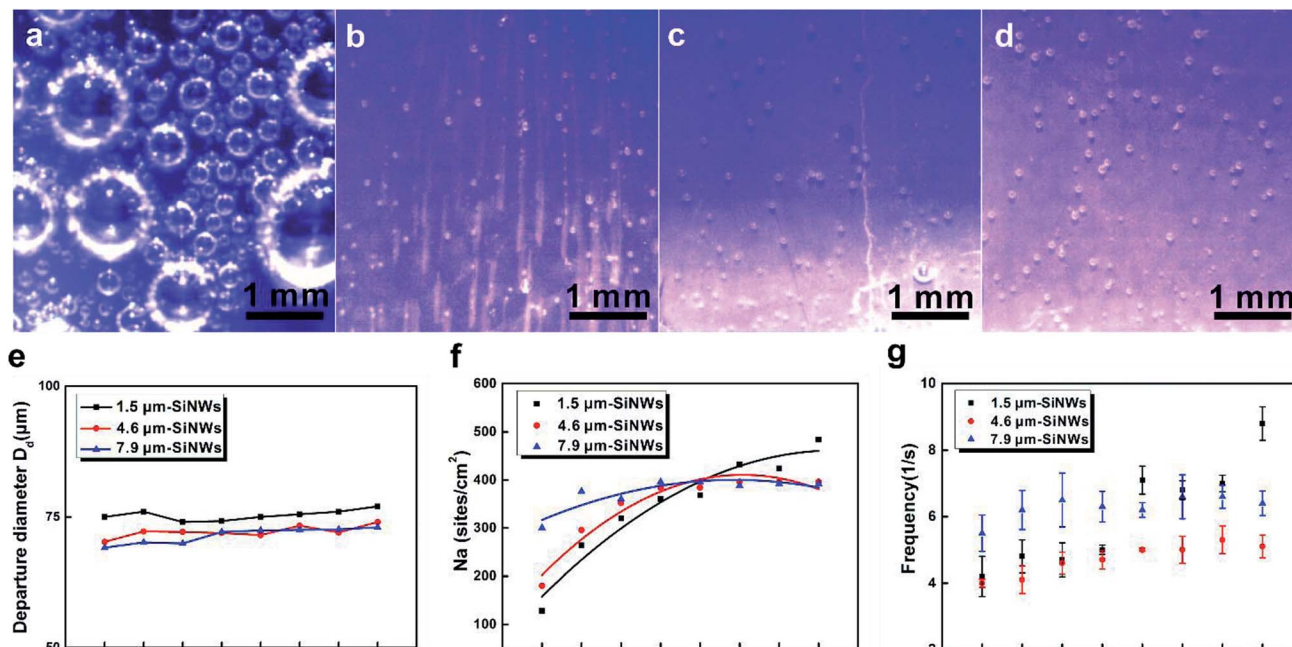 a
b
c
d
1 mm
1 mm
1 mm
1 mm
e
100
75
50
Departure diameter Dd(μm)
1.5 μm-SiNWs
4.6 μm-SiNWs
7.9 μm-SiNWs
f
600
500
400
300
200
100
Na (sites/cm²)
1.5 μm-SiNWs
4.6 μm-SiNWs
7.9 μm-SiNWs
g
10
8
6
4
Frequency(1/s)
1.5 μm-SiNWs
4.6 μm-SiNWs
7.9 μm-SiNWs